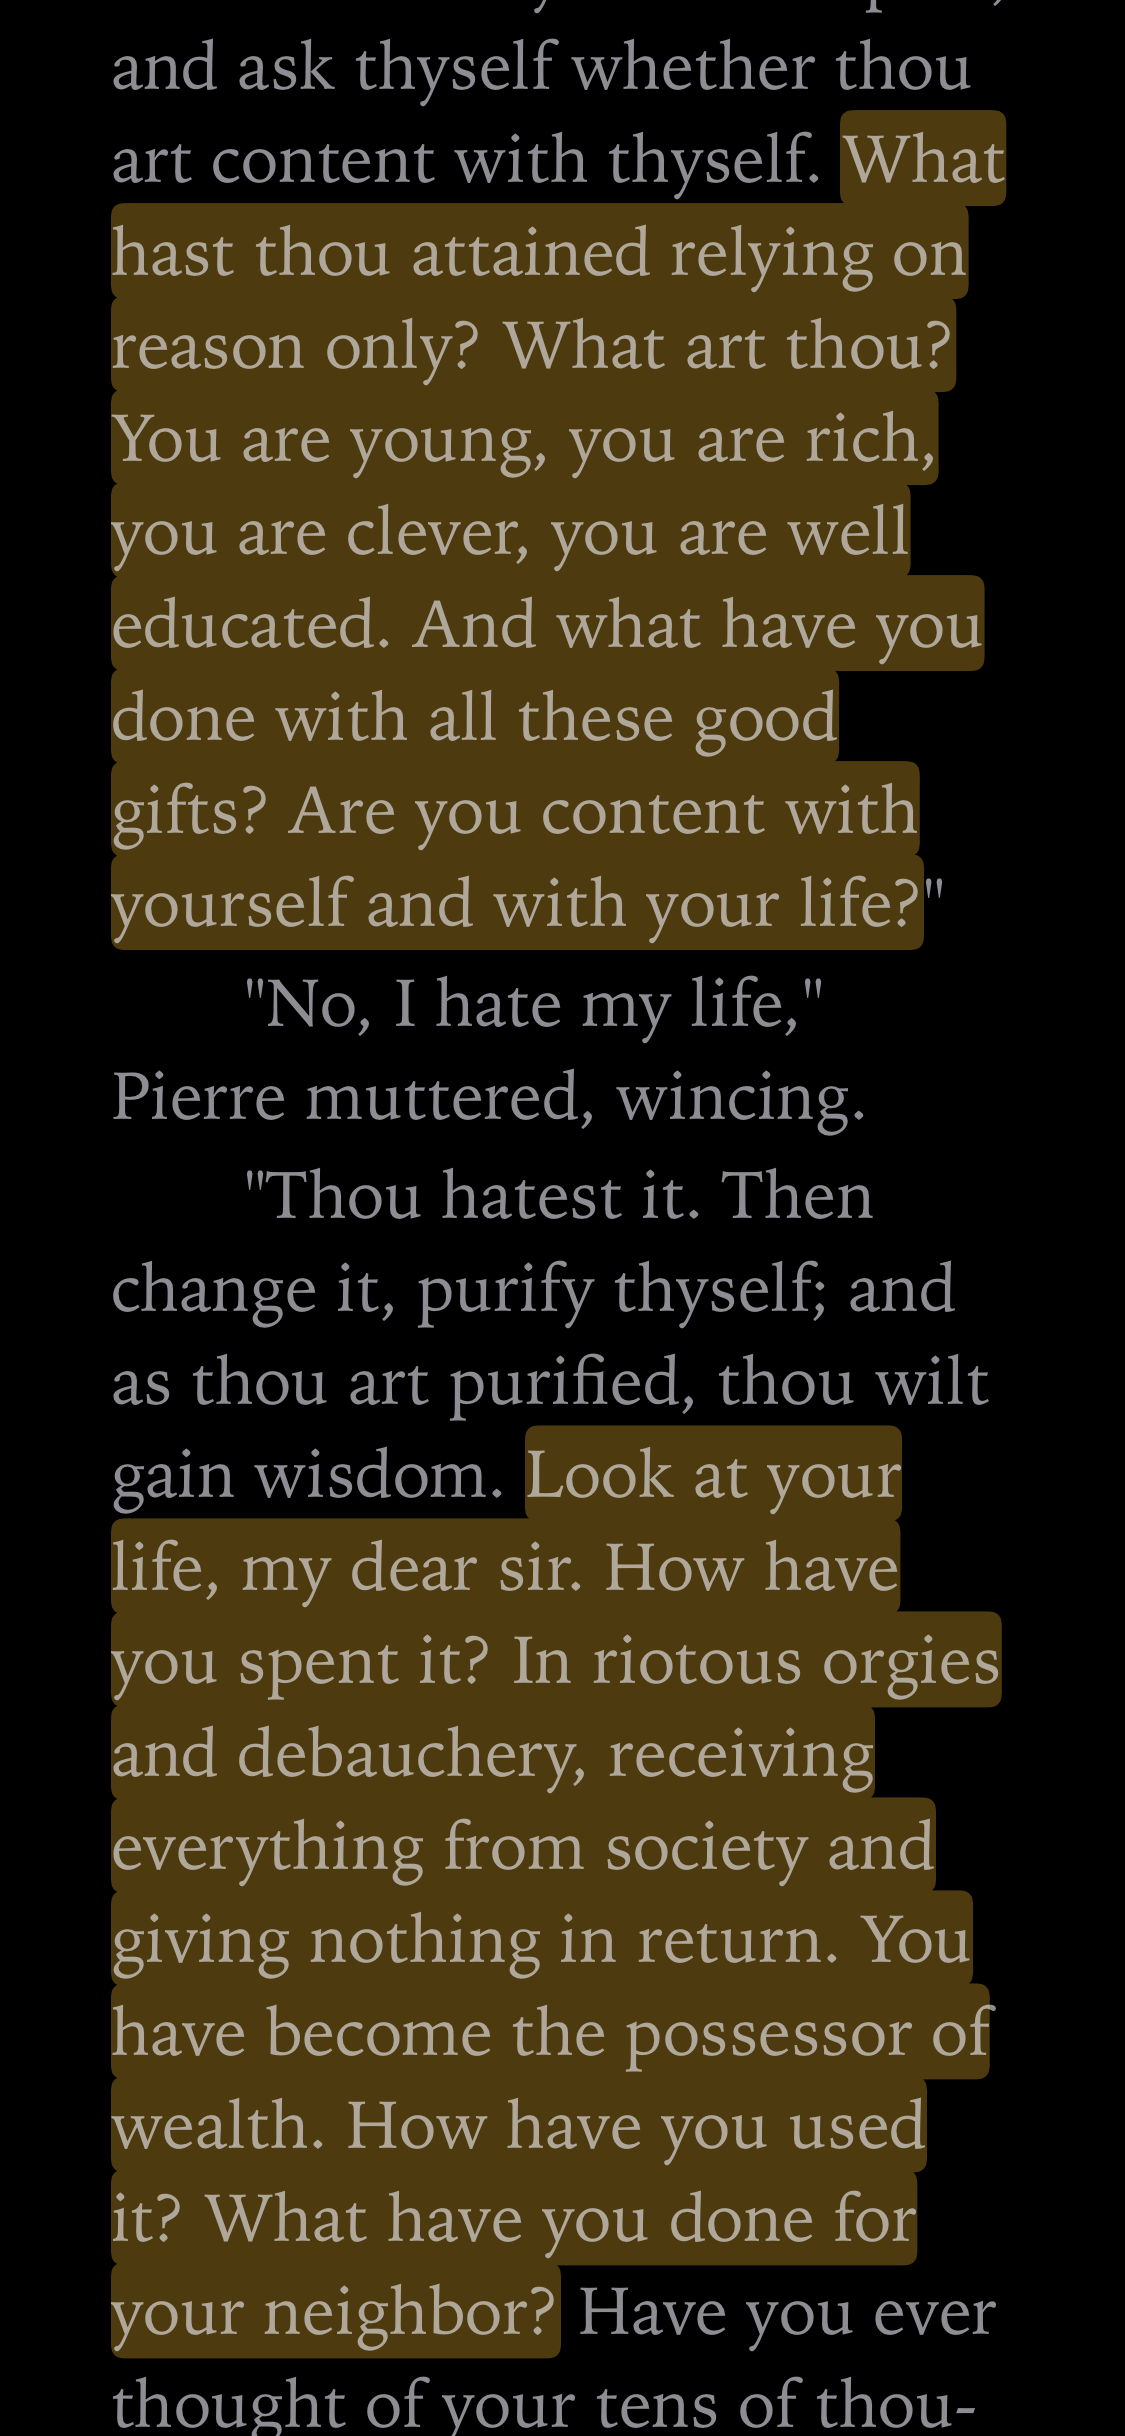 and ask thyself whether thou
art content with thyself. What
hast thou attained relying on
reason only? What art thou?
You are young, you are rich,
you are clever, you are well
educated. And what have you
done with all these good
gifts? Are you content with
yourself and with your life?"
"No, I hate my life,"
Pierre muttered, wincing.
"Thou hatest it. Then
change it, purify thyself; and
as thou art purified, thou wilt
gain wisdom. Look at your
life, my dear sir. How have
you spent it? In riotous orgies
and debauchery, receiving
everything from society and
giving nothing in return. You
have become the possessor of
wealth. How have you used
it? What have you done for
your neighbor? Have you ever
thought of your tens of thou-